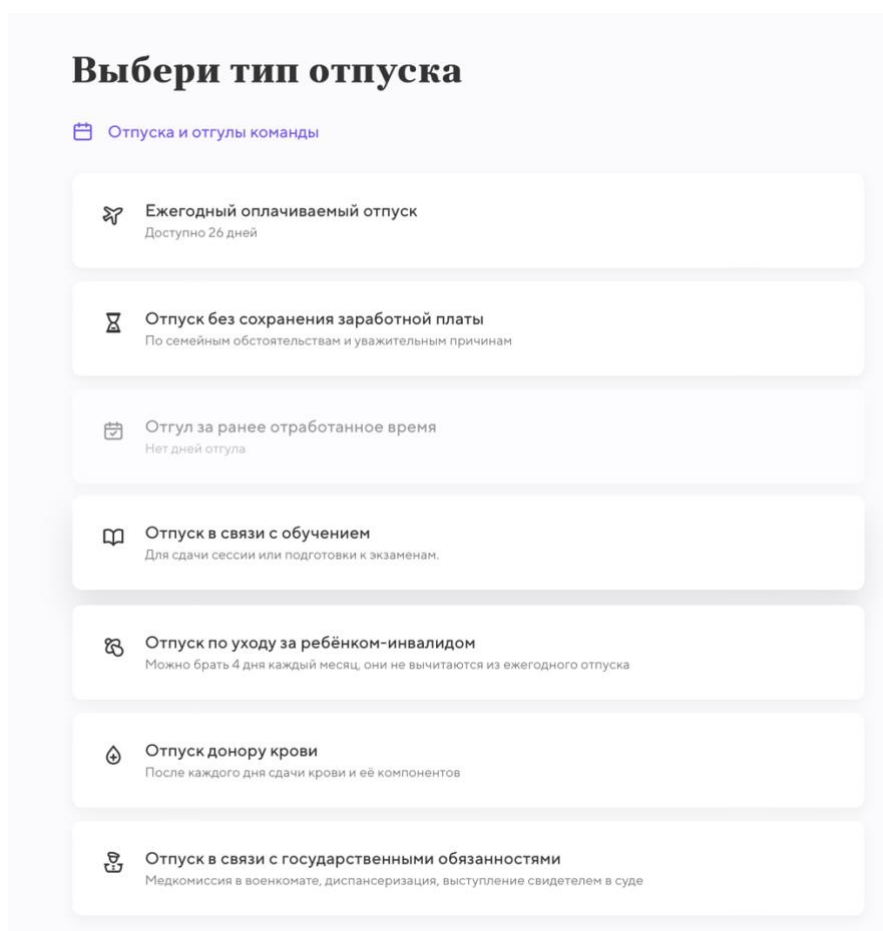 Выбери тип отпуска
Отпуска и отгулы команды
Ежегодный оплачиваемый отпуск
Доступно 26 дней
Отпуск без сохранения заработной платы
По семейным обстоятельствам и уважительным причинам
Отгул за ранее отработанное время
Нет дней отгула
Отпуск в связи с обучением
Для сдачи сессии или подготовки к экзаменам.
Отпуск по уходу за ребёнком-инвалидом
Можно брать 4 дня каждый месяц, они не вычитаются из ежегодного отпуска
Отпуск донору крови
После каждого дня сдачи крови и её компонентов
Отпуск в связи с государственными обязанностями
Медкомиссия в военкомате, диспансеризация, выступление свидетелем в суде